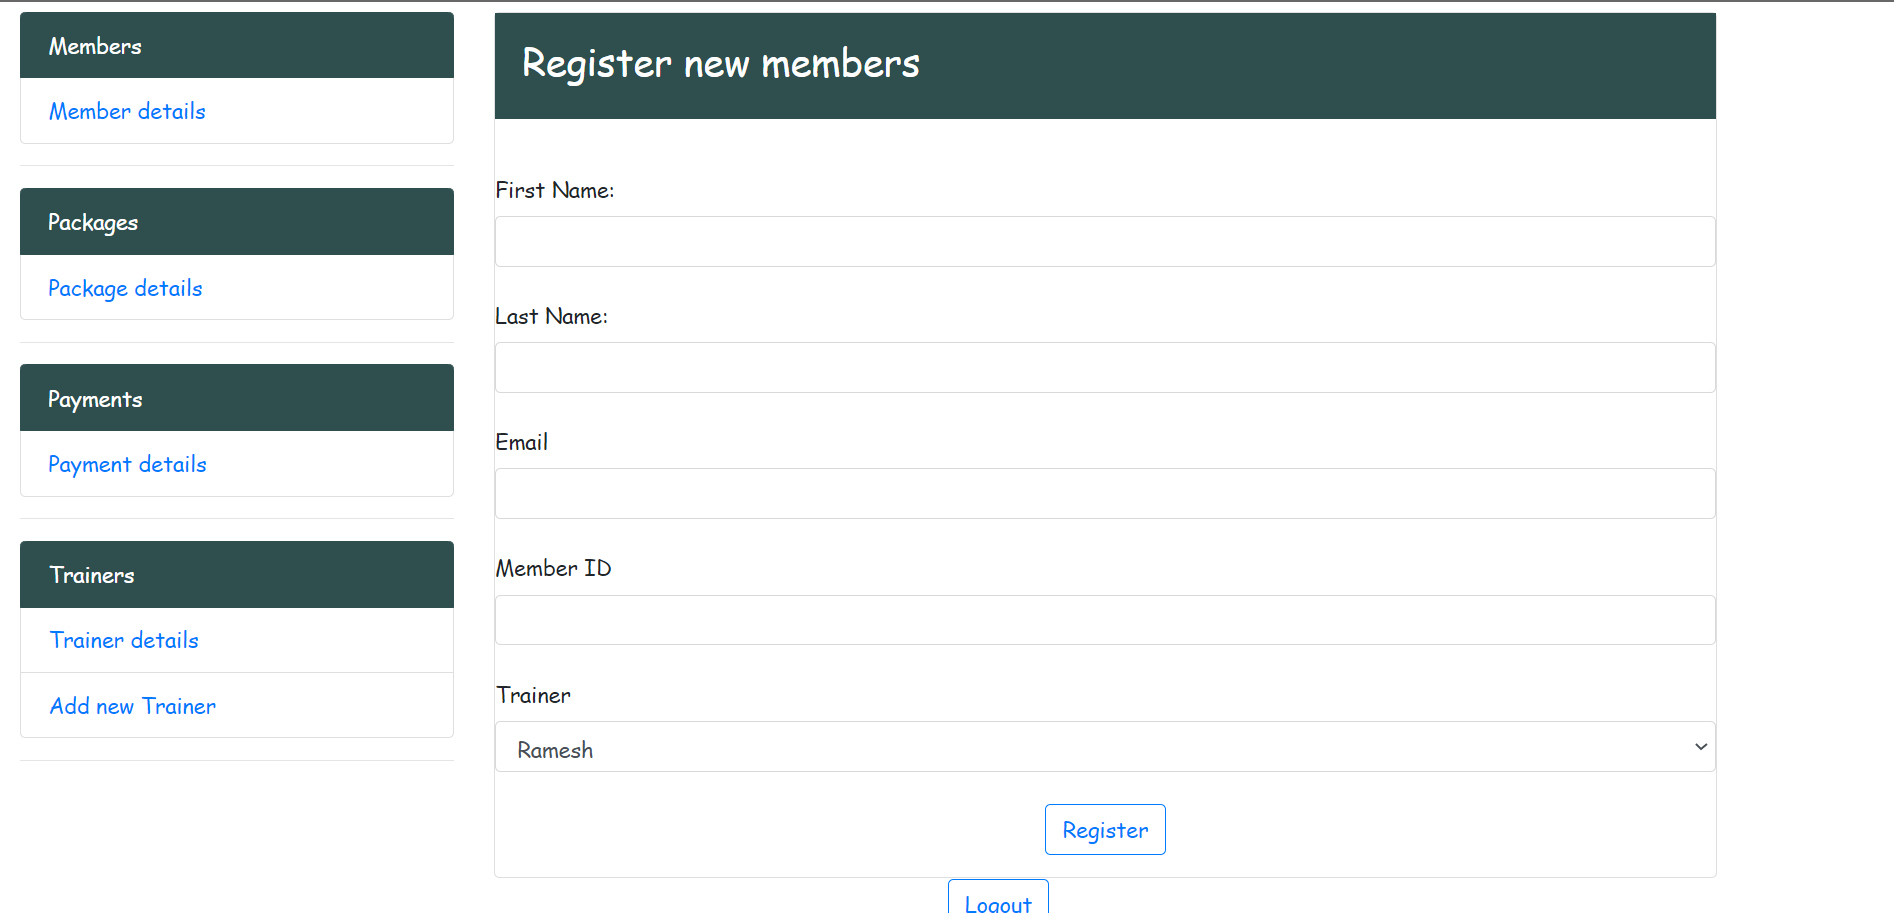 Members
Member details
Packages
Package details
Payments
Payment details
Trainers
Trainer details
Add new Trainer
Register new members
First Name:
Last Name:
Email
Member ID
Trainer
Ramesh
Register
Logout